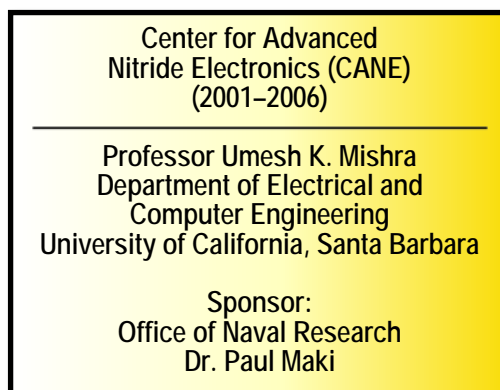 Center for Advanced
Nitride Electronics (CANE)
(2001–2006)
Professor Umesh K. Mishra
Department of Electrical and
Computer Engineering
University of California, Santa Barbara
Sponsor:
Office of Naval Research
Dr. Paul Maki